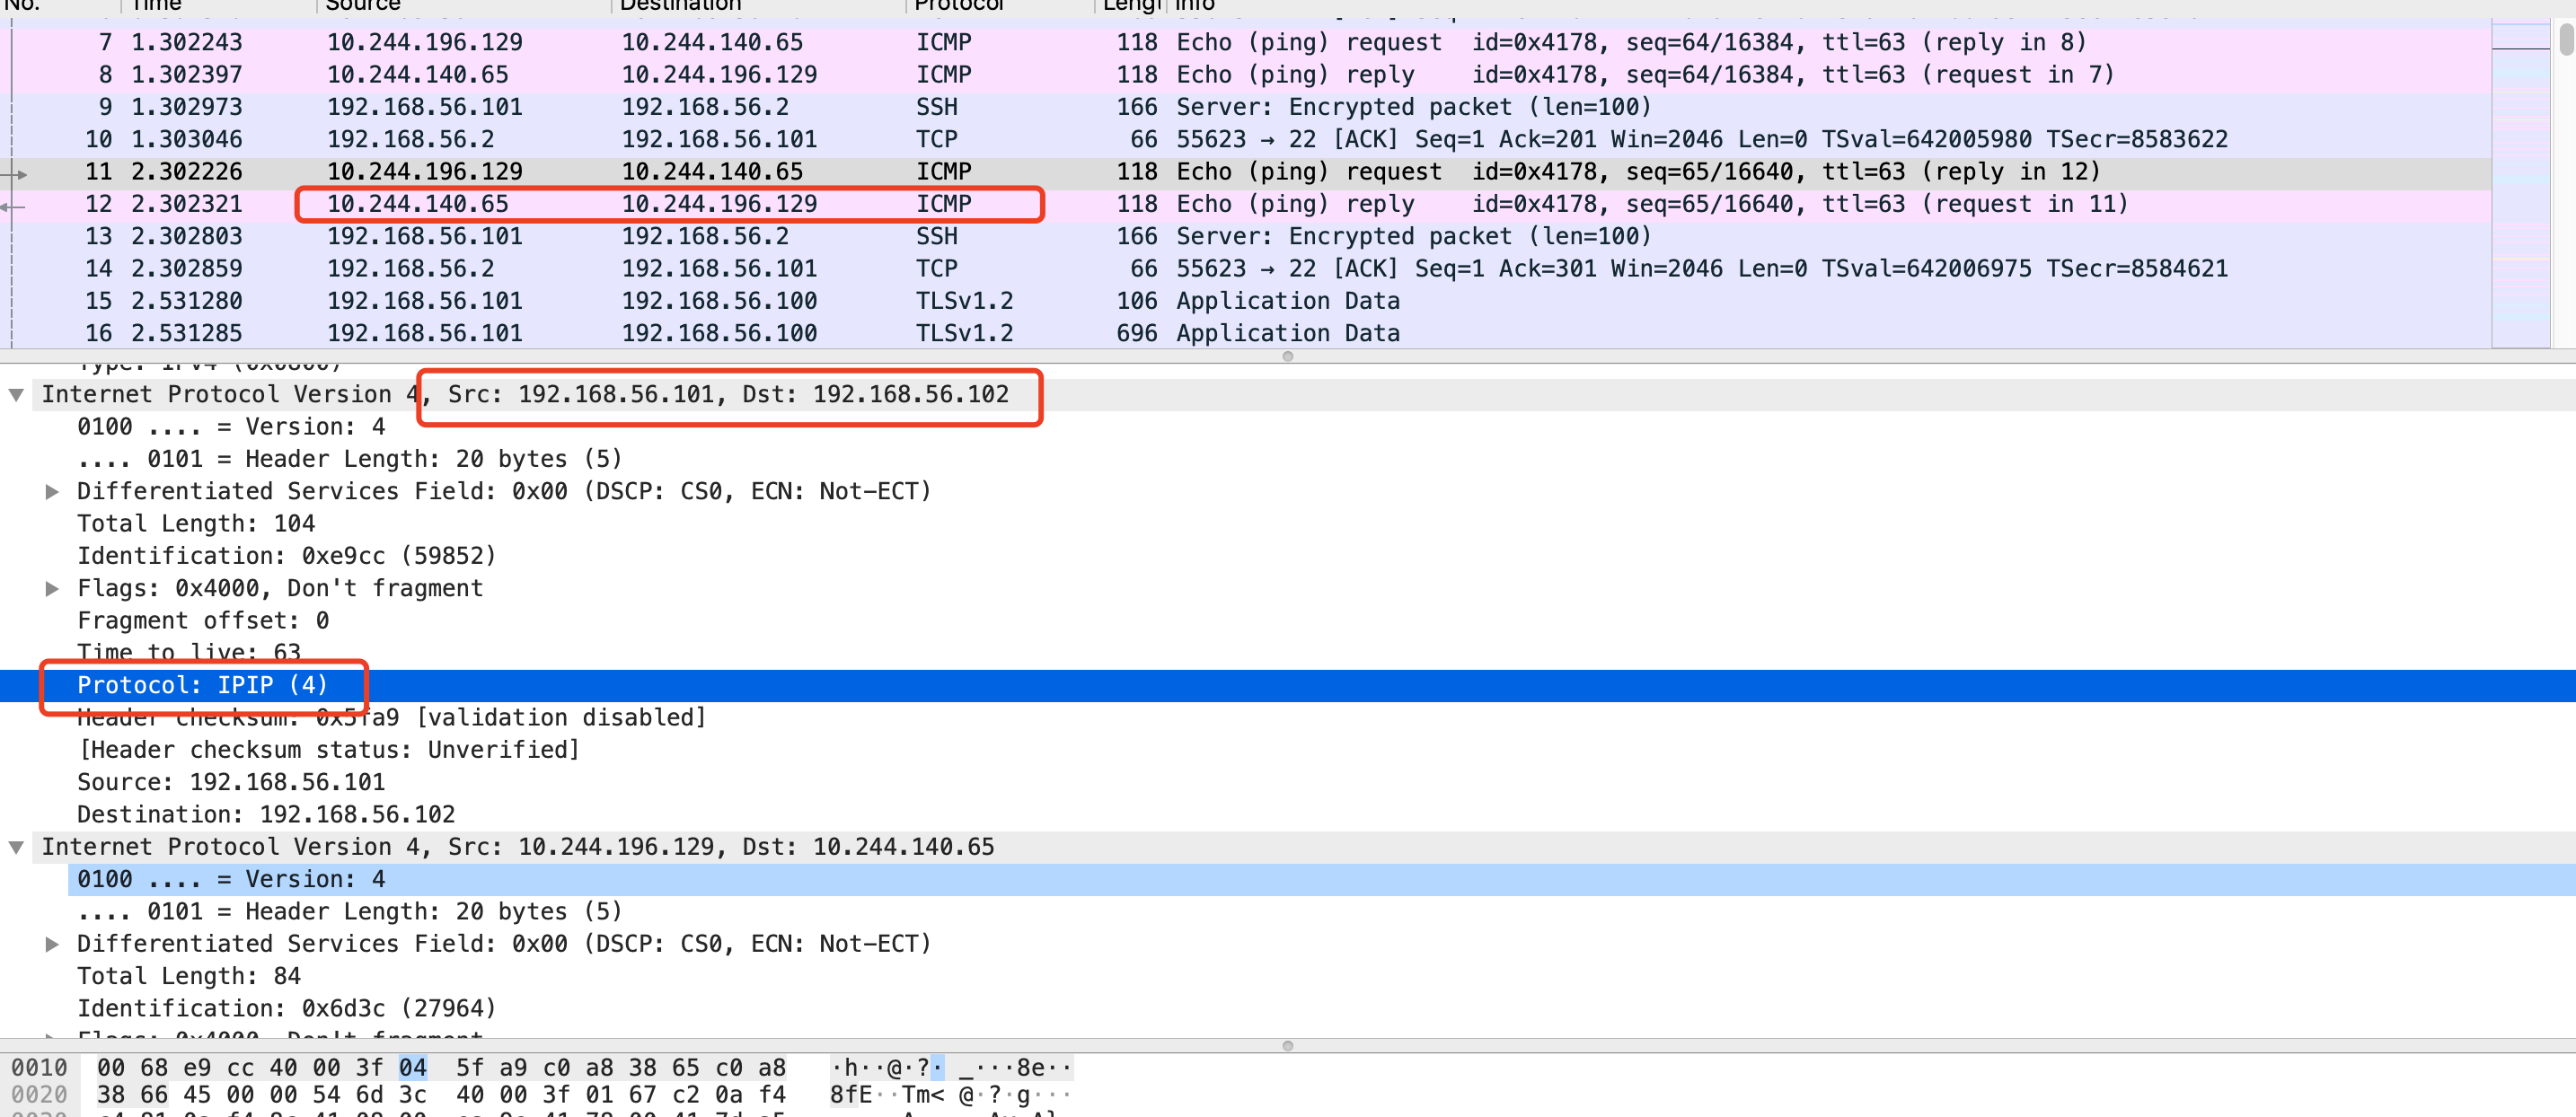 No. Time Source Destination Protocol Lengt Info
7 1.302243 10.244.196.129 10.244.140.65 ICMP 118 Echo (ping) request id=0x4178, seq=64/16384, ttl=63 (reply in 8)
8 1.302397 10.244.140.65 10.244.196.129 ICMP 118 Echo (ping) reply id=0x4178, seq=64/16384, ttl=63 (request in 7)
9 1.302973 192.168.56.101 192.168.56.2 SSH 166 Server: Encrypted packet (len=100)
10 1.303046 192.168.56.2 192.168.56.101 TCP 66 55623 → 22 [ACK] Seq=1 Ack=201 Win=2046 Len=0 TSval=642005980 TSecr=8583622
11 2.302226 10.244.196.129 10.244.140.65 ICMP 118 Echo (ping) request id=0x4178, seq=65/16640, ttl=63 (reply in 12)
12 2.302321 10.244.140.65 10.244.196.129 ICMP 118 Echo (ping) reply id=0x4178, seq=65/16640, ttl=63 (request in 11)
13 2.302803 192.168.56.101 192.168.56.2 SSH 166 Server: Encrypted packet (len=100)
14 2.302859 192.168.56.2 192.168.56.101 TCP 66 55623 → 22 [ACK] Seq=1 Ack=301 Win=2046 Len=0 TSval=642006975 TSecr=8584621
15 2.531280 192.168.56.101 192.168.56.100 TLSv1.2 106 Application Data
16 2.531285 192.168.56.101 192.168.56.100 TLSv1.2 696 Application Data
Type: IPv4 (0x0800)
Internet Protocol Version 4, Src: 192.168.56.101, Dst: 192.168.56.102
0100 .... = Version: 4
.... 0101 = Header Length: 20 bytes (5)
Differentiated Services Field: 0x00 (DSCP: CS0, ECN: Not-ECT)
Total Length: 104
Identification: 0xe9cc (59852)
Flags: 0x4000, Don't fragment
Fragment offset: 0
Time to live: 63
Protocol: IPIP (4)
Header checksum: 0x5fa9 [validation disabled]
[Header checksum status: Unverified]
Source: 192.168.56.101
Destination: 192.168.56.102
Internet Protocol Version 4, Src: 10.244.196.129, Dst: 10.244.140.65
0100 .... = Version: 4
.... 0101 = Header Length: 20 bytes (5)
Differentiated Services Field: 0x00 (DSCP: CS0, ECN: Not-ECT)
Total Length: 84
Identification: 0x6d3c (27964)
Flags: 0x4000, Don't fragment
0010 00 68 e9 cc 40 00 3f 04 5f a9 c0 a8 38 65 c0 a8 ·h··@·?· _···8e··
0020 38 66 45 00 00 54 6d 3c 40 00 3f 01 67 c2 0a f4 8fE··Tm< @·?·g···